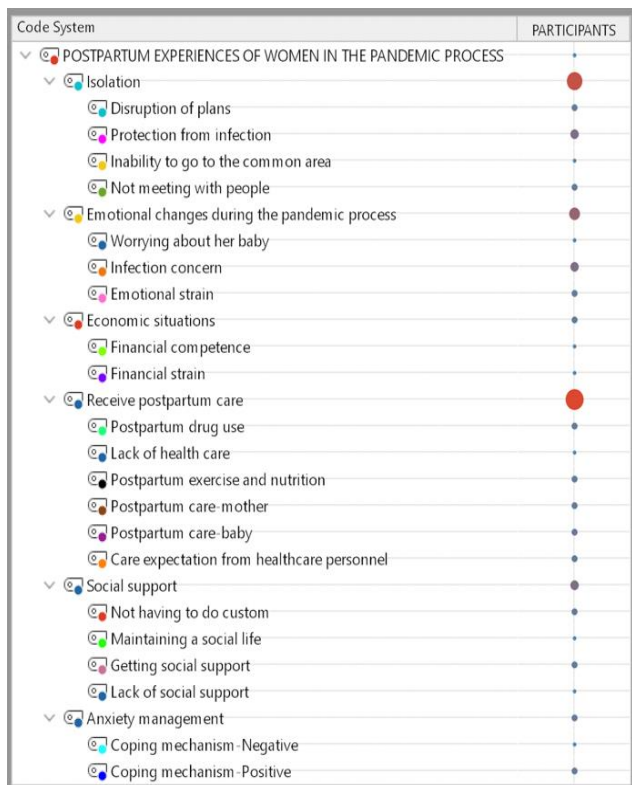 Code System PARTICIPANTS
POSTPARTUM EXPERIENCES OF WOMEN IN THE PANDEMIC PROCESS
Isolation
Disruption of plans
Protection from infection
Inability to go to the common area
Not meeting with people
Emotional changes during the pandemic process
Worrying about her baby
Infection concern
Emotional strain
Economic situations
Financial competence
Financial strain
Receive postpartum care
Postpartum drug use
Lack of health care
Postpartum exercise and nutrition
Postpartum care-mother
Postpartum care-baby
Care expectation from healthcare personnel
Social support
Not having to do custom
Maintaining a social life
Getting social support
Lack of social support
Anxiety management
Coping mechanism-Negative
Coping mechanism-Positive